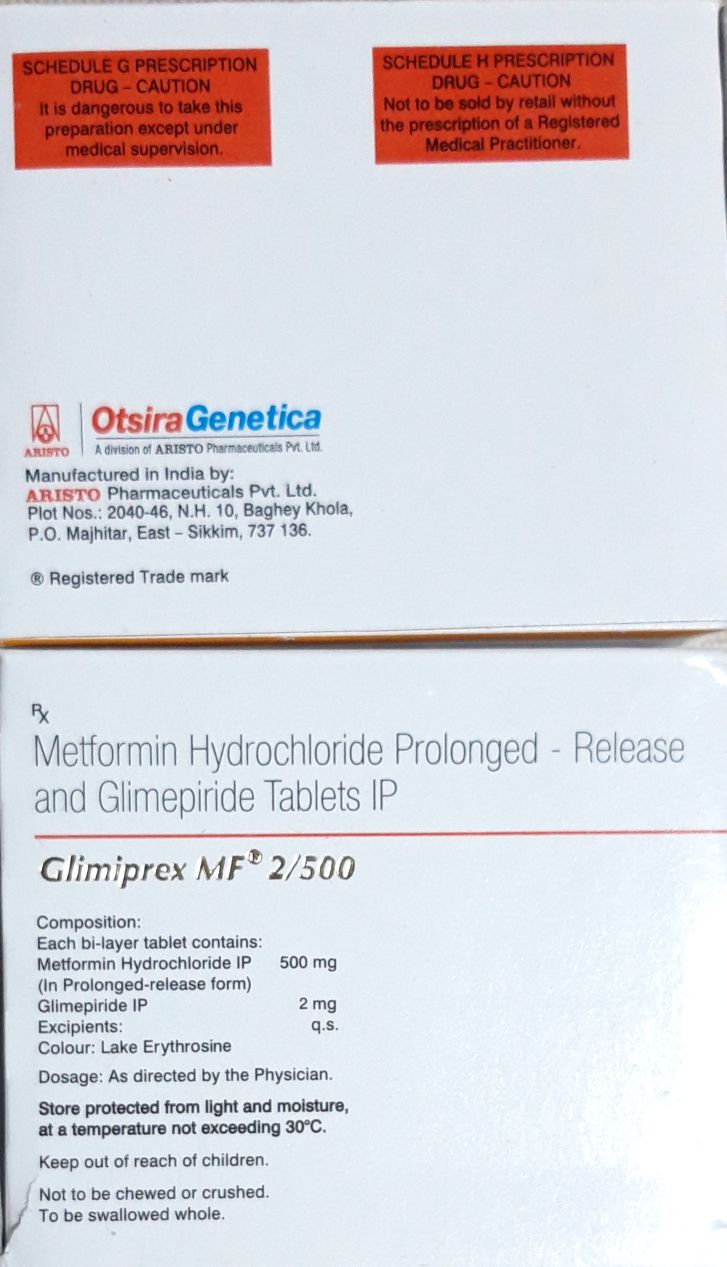 SCHEDULE G PRESCRIPTION
DRUG – CAUTION
It is dangerous to take this
preparation except under
medical supervision.
SCHEDULE H PRESCRIPTION
DRUG – CAUTION
Not to be sold by retail without
the prescription of a Registered
Medical Practitioner.
ARISTO
OtsiraGenetica
A division of ARISTO Pharmaceuticals Pvt. Ltd.
Manufactured in India by:
ARISTO Pharmaceuticals Pvt. Ltd.
Plot Nos.: 2040-46, N.H. 10, Baghey Khola,
P.O. Majhitar, East – Sikkim, 737 136.
® Registered Trade mark
Rx
Metformin Hydrochloride Prolonged - Release
and Glimepiride Tablets IP
Glimiprex MF® 2/500
Composition:
Each bi-layer tablet contains:
Metformin Hydrochloride IP 500 mg
(In Prolonged-release form)
Glimepiride IP 2 mg
Excipients: q.s.
Colour: Lake Erythrosine
Dosage: As directed by the Physician.
Store protected from light and moisture,
at a temperature not exceeding 30°C.
Keep out of reach of children.
Not to be chewed or crushed.
To be swallowed whole.